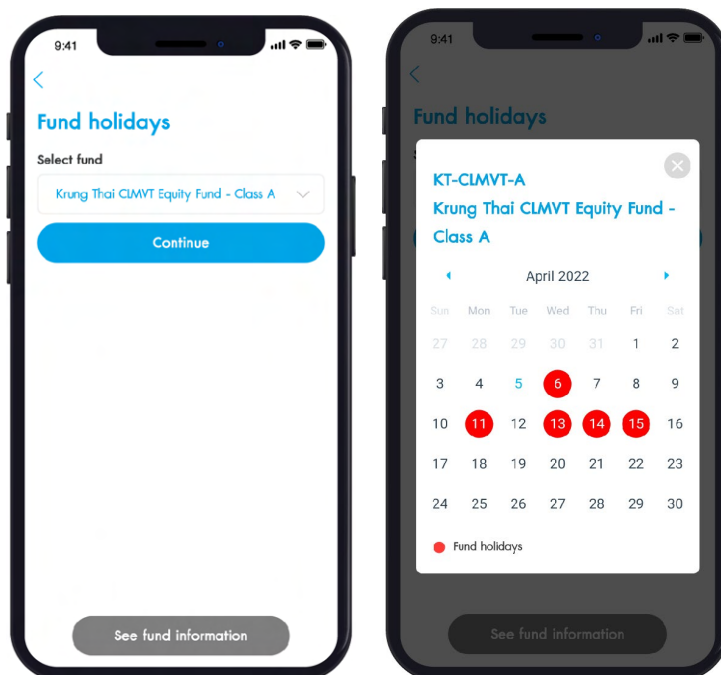 9:41
Fund holidays
Select fund
Krung Thai CLMVT Equity Fund - Class A
Continue
See fund information
9:41
Fund holidays
S
KT-CLMVT-A
Krung Thai CLMVT Equity Fund -
Class A
April 2022
Sun Mon Tue Wed Thu Fri Sat
27 28 29 30 31 1 2
3 4 5 6 7 8 9
10 11 12 13 14 15 16
17 18 19 20 21 22 23
24 25 26 27 28 29 30
Fund holidays
See fund information